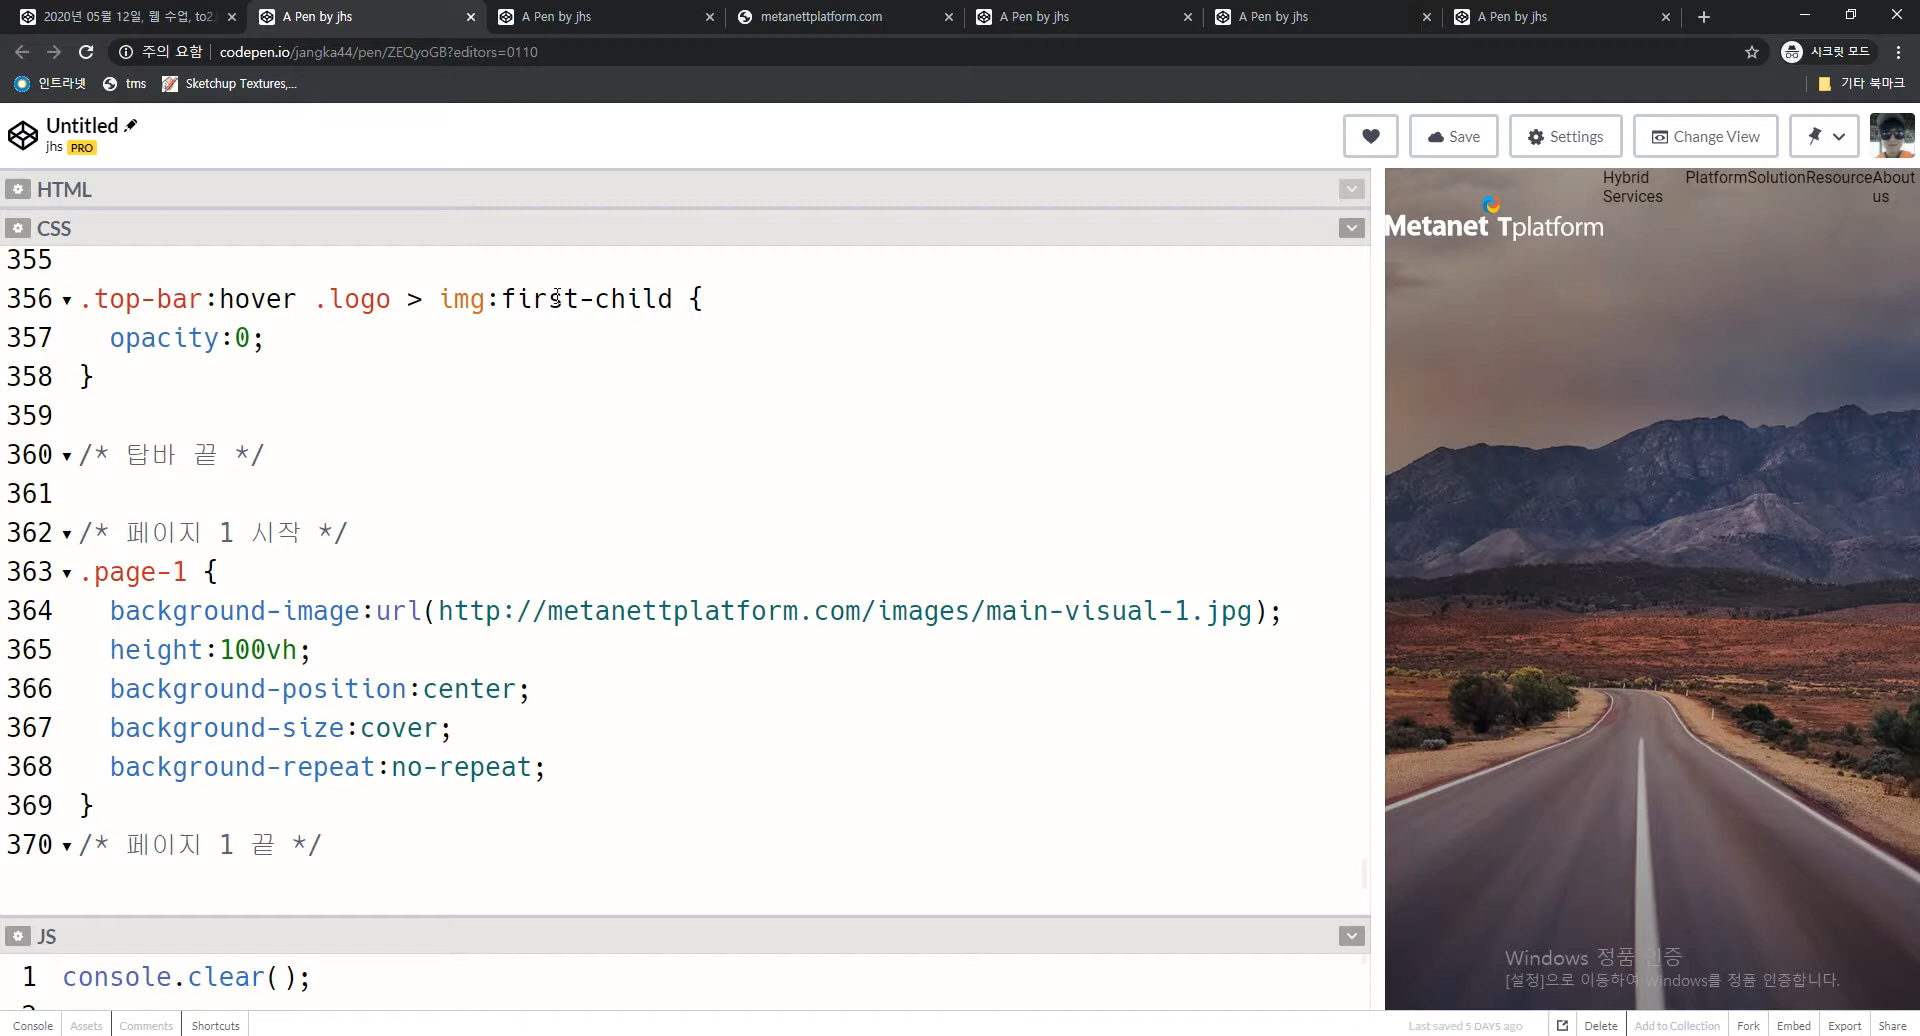 2020년 05월 12일, 웹 수업, to2.
A Pen by jhs
A Pen by jhs
metanettplatform.com
A Pen by jhs
A Pen by jhs
A Pen by jhs
주의 요함
codepen.io/jangka44/pen/ZEQyoGB?editors=0110
시크릿 모드
인트라넷
tms
Sketchup Textures,...
기타 북마크
Untitled
jhs PRO
Save
Settings
Change View
HTML
CSS
355
356 .top-bar:hover .logo > img:first-child {
357 opacity:0;
358 }
359
360 /* 탑바 끝 */
361
362 /* 페이지 1 시작 */
363 .page-1 {
364 background-image:url(http://metanettplatform.com/images/main-visual-1.jpg);
365 height:100vh;
366 background-position:center;
367 background-size:cover;
368 background-repeat:no-repeat;
369 }
370 /* 페이지 1 끝 */
JS
1 console.clear();
Hybrid Services
Platform
Solution
Resource
About us
Metanet Tplatform
Windows 정품 인증
[설정]으로 이동하여 Windows를 정품 인증합니다.
Console
Assets
Comments
Shortcuts
Last saved 5 DAYS ago
Delete
Add to Collection
Fork
Embed
Export
Share